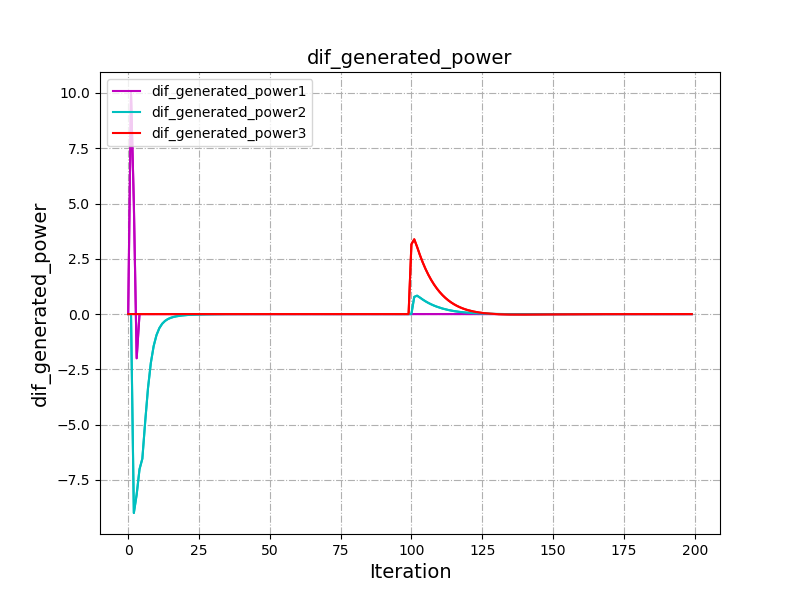 dif_generated_power
dif_generated_power1
dif_generated_power2
dif_generated_power3
dif_generated_power
10.0
7.5
5.0
2.5
0.0
−2.5
−5.0
−7.5
0 25 50 75 100 125 150 175 200
Iteration